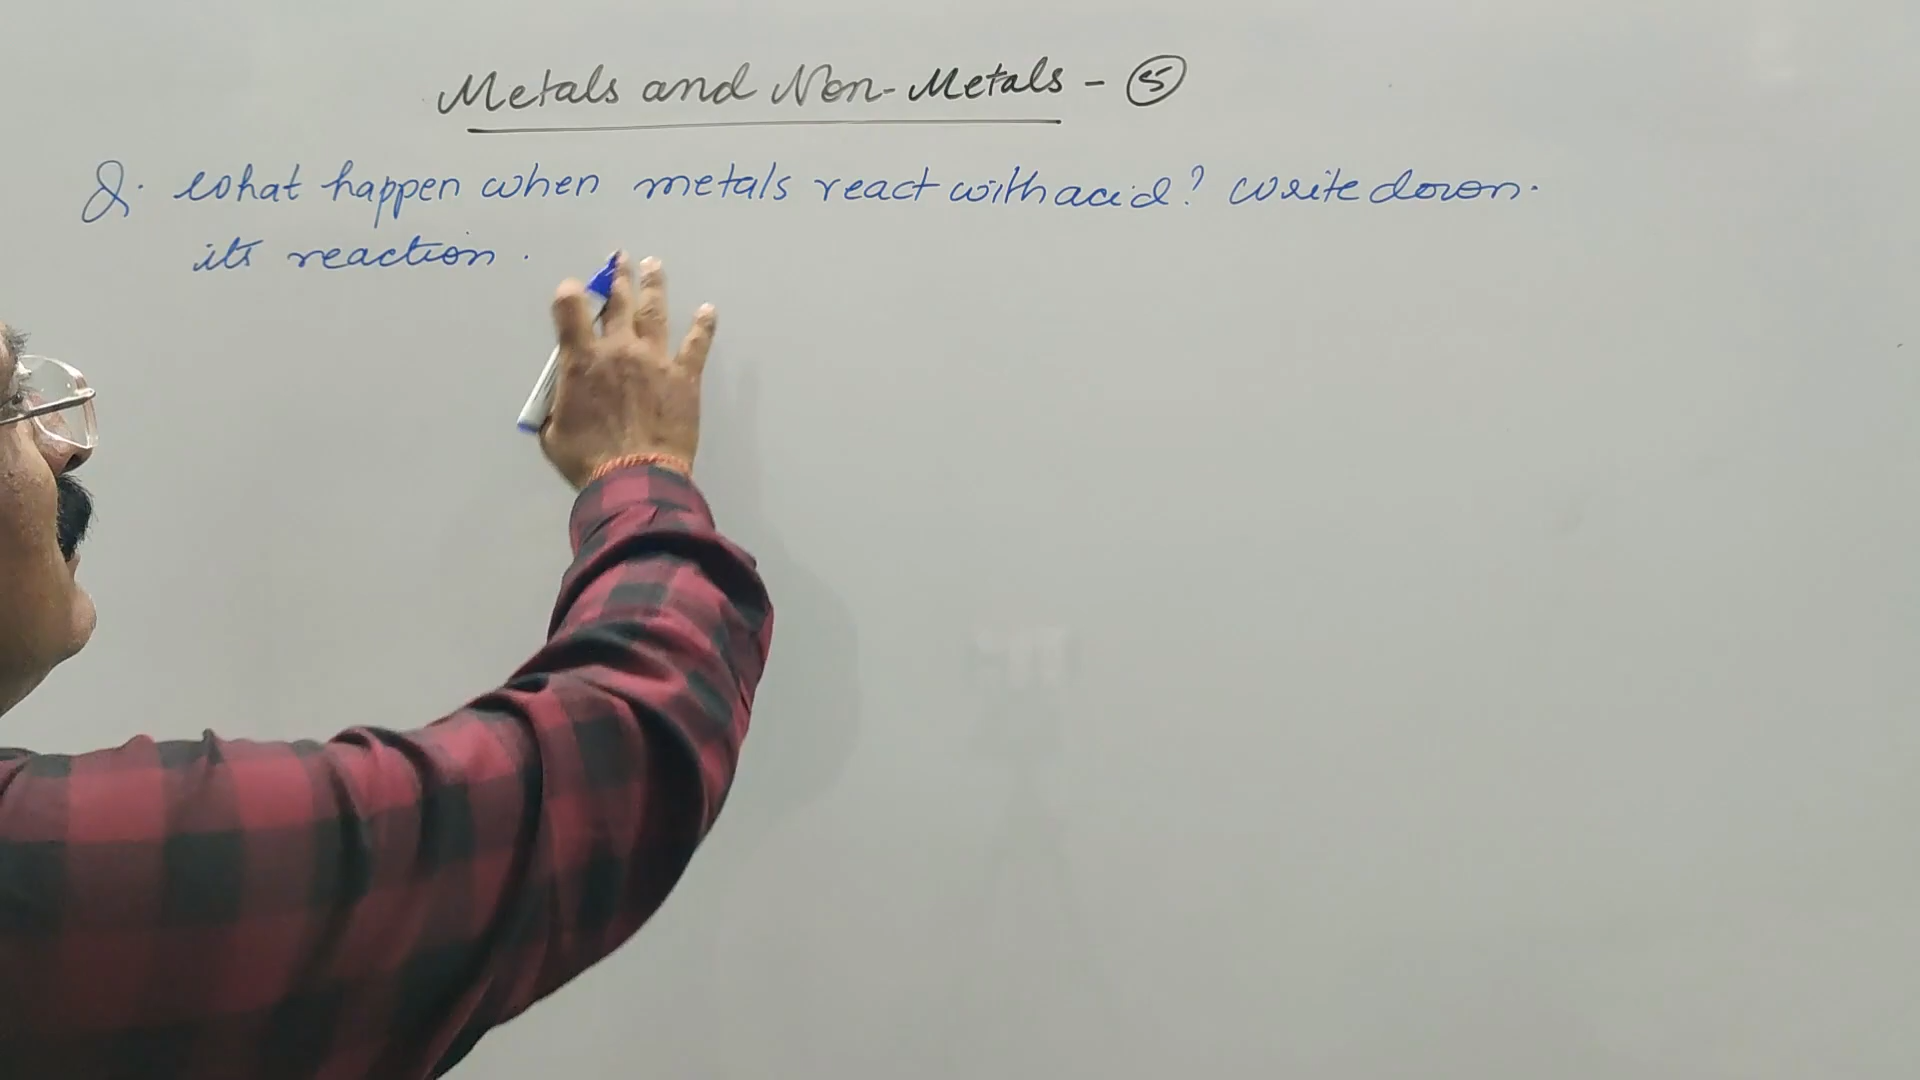 Metals and Non-Metals - ⑤
Q. What happen when metals react with acid? Write down.
its reaction.